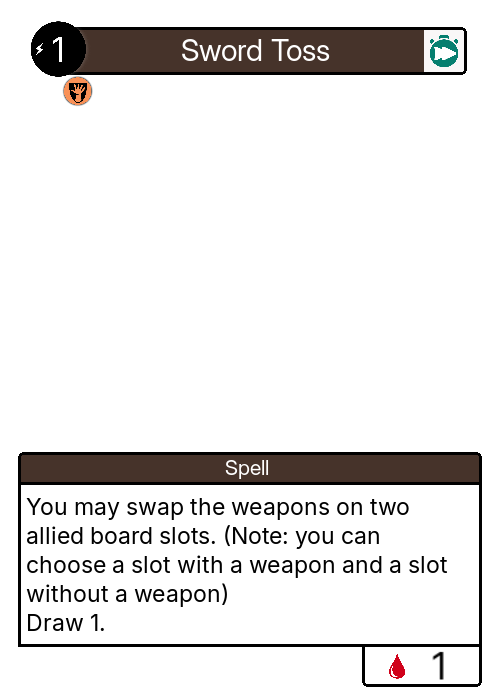 1
Sword Toss
Spell
You may swap the weapons on two
allied board slots. (Note: you can
choose a slot with a weapon and a slot
without a weapon)
Draw 1.
1